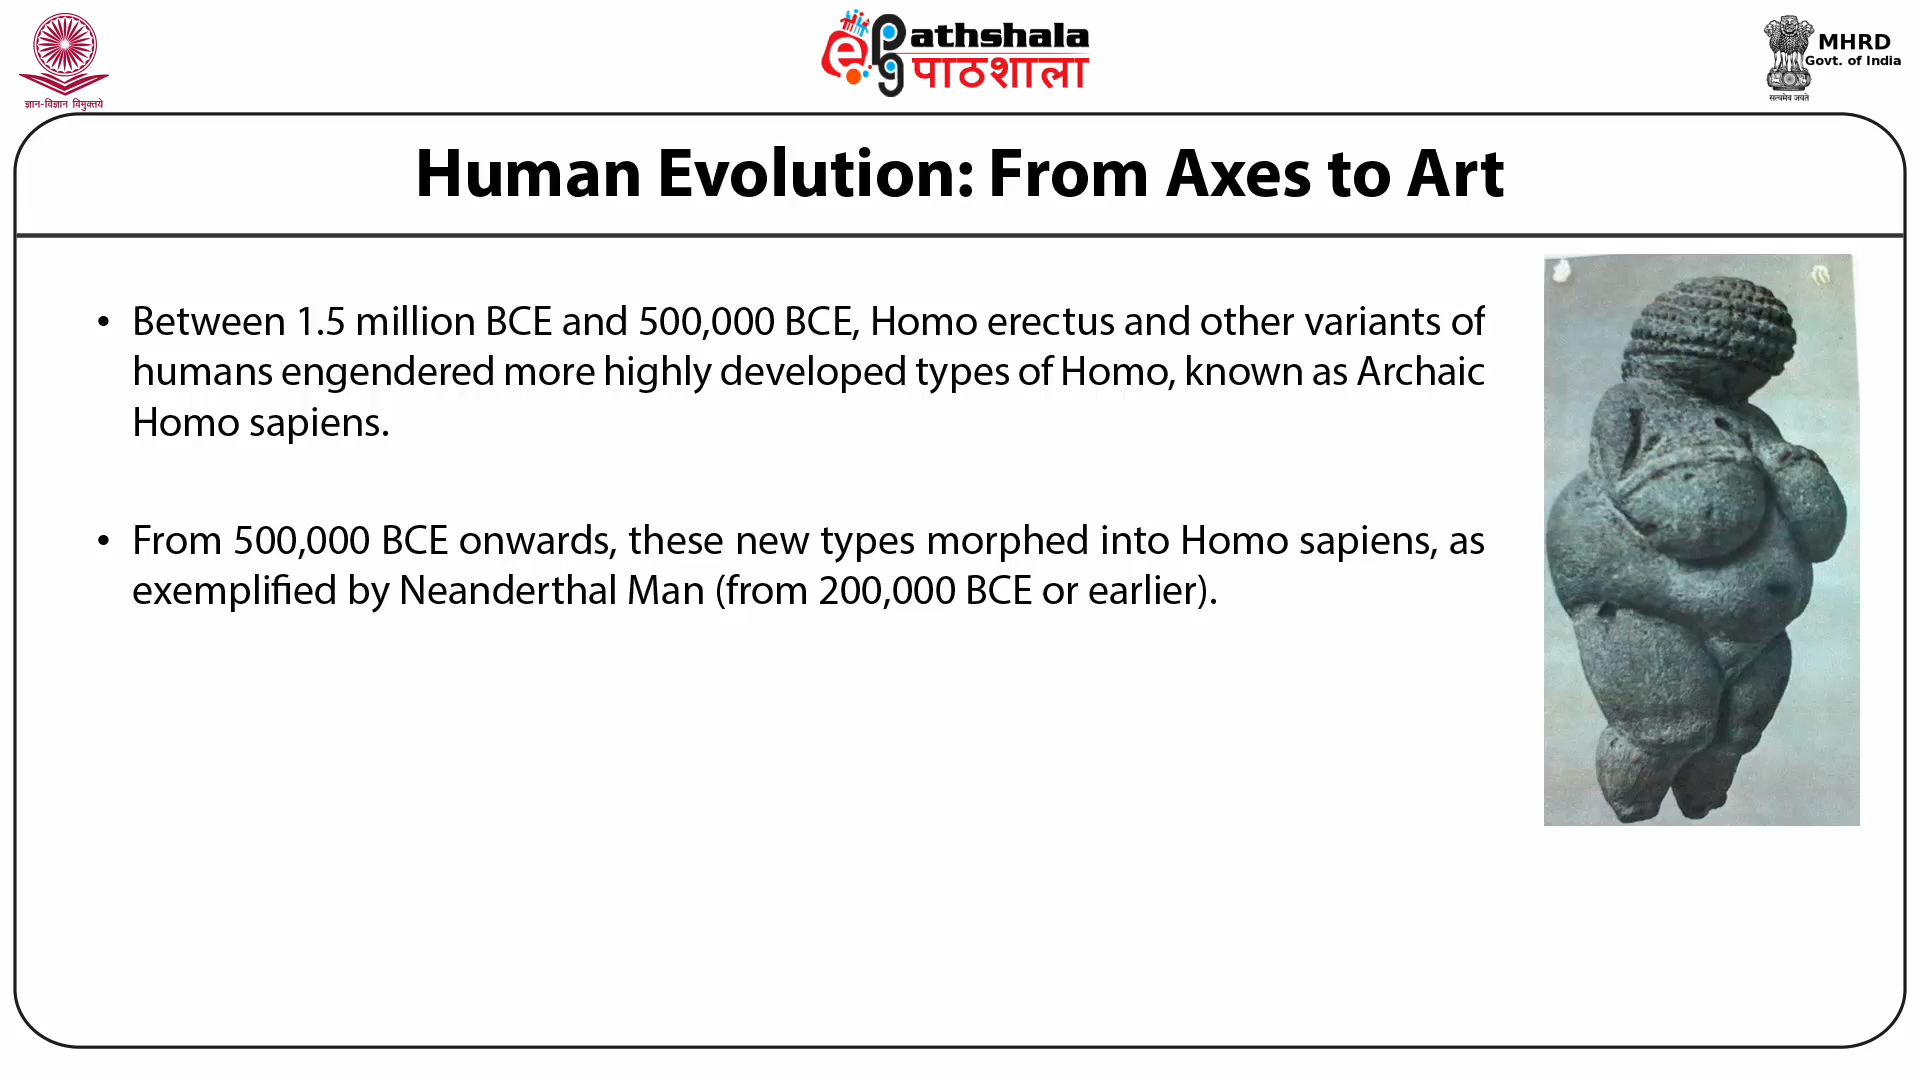 ज्ञान-विज्ञान विमुक्तये
ePathshala
पाठशाला
MHRD
Govt. of India
सत्यमेव जयते
Human Evolution: From Axes to Art
• Between 1.5 million BCE and 500,000 BCE, Homo erectus and other variants of
humans engendered more highly developed types of Homo, known as Archaic
Homo sapiens.
• From 500,000 BCE onwards, these new types morphed into Homo sapiens, as
exemplified by Neanderthal Man (from 200,000 BCE or earlier).